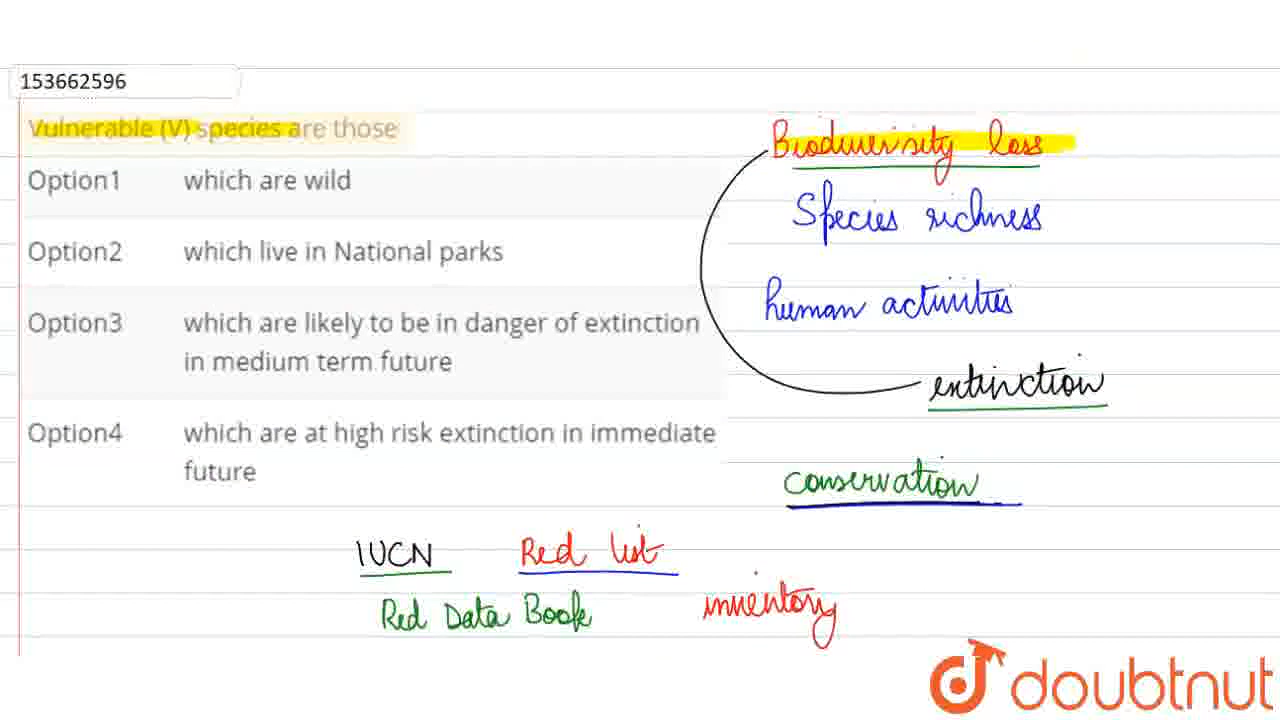 153662596
Vulnerable (V) species are those
Option1 which are wild
Option2 which live in National parks
Option3 which are likely to be in danger of extinction
in medium term future
Option4 which are at high risk extinction in immediate
future
Biodiversity loss
Species richness
human activities
extinction
conservation
IUCN Red list
Red Data Book inventory
doubtnut